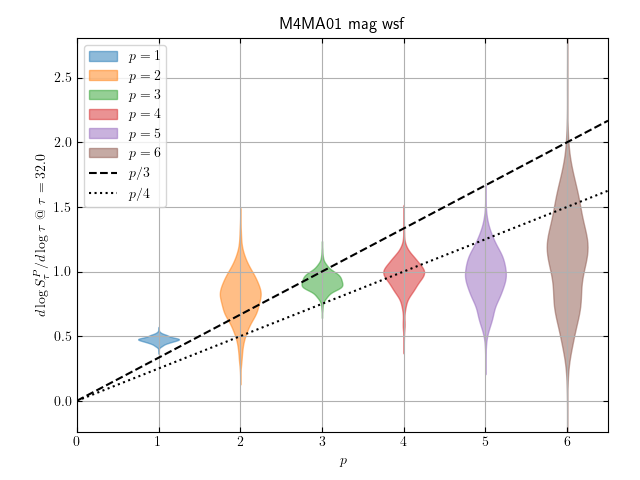 M4MA01 mag wsf
p = 1
p = 2
p = 3
p = 4
p = 5
p = 6
p/3
p/4
d log S_τ^P / d log τ @ τ = 32.0
2.5
2.0
1.5
1.0
0.5
0.0
0 1 2 3 4 5 6
p